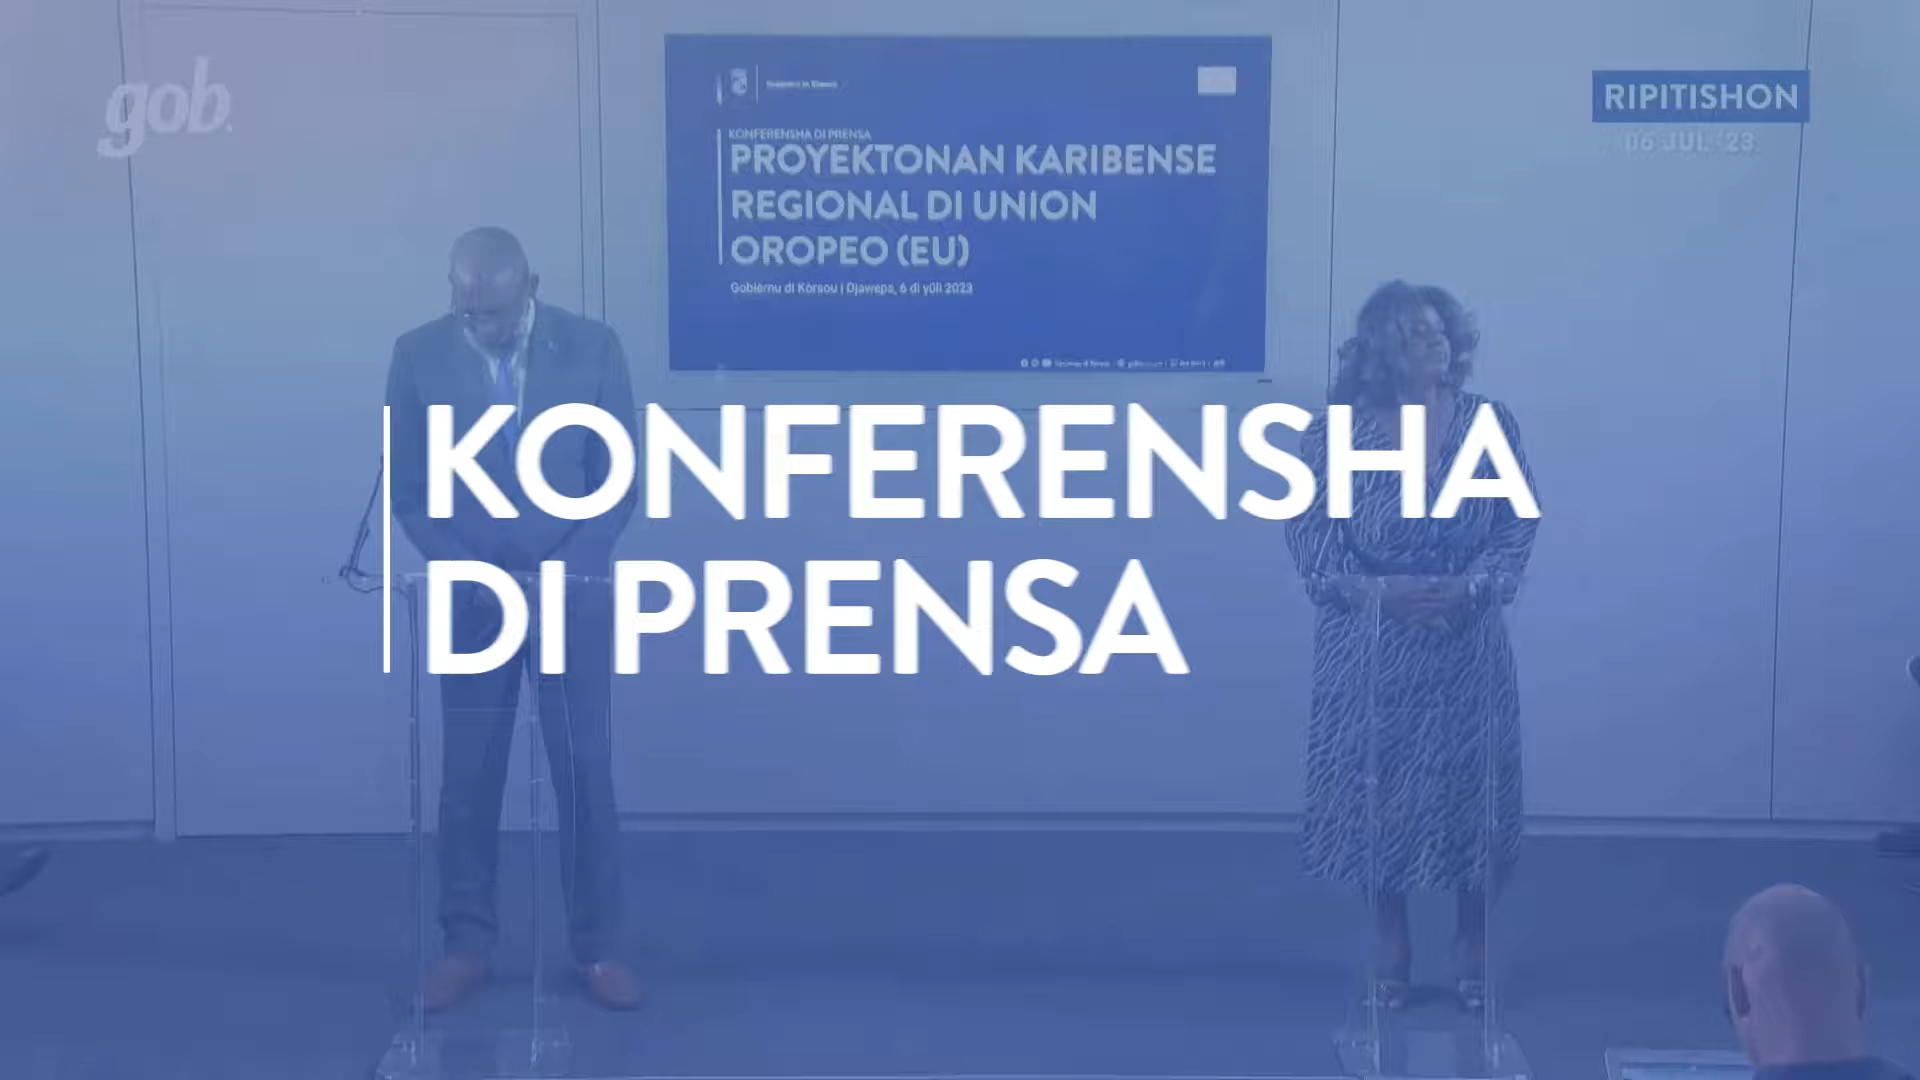 gob.
RIPITISHON
06 JUL '23
KONFERENSHA DI PRENSA
PROYEKTONAN KARIBENSE
REGIONAL DI UNION
OROPEO (EU)
Gobièrnu di Kòrsou | Djaweps, 6 di yüli 2023
KONFERENSHA
DI PRENSA